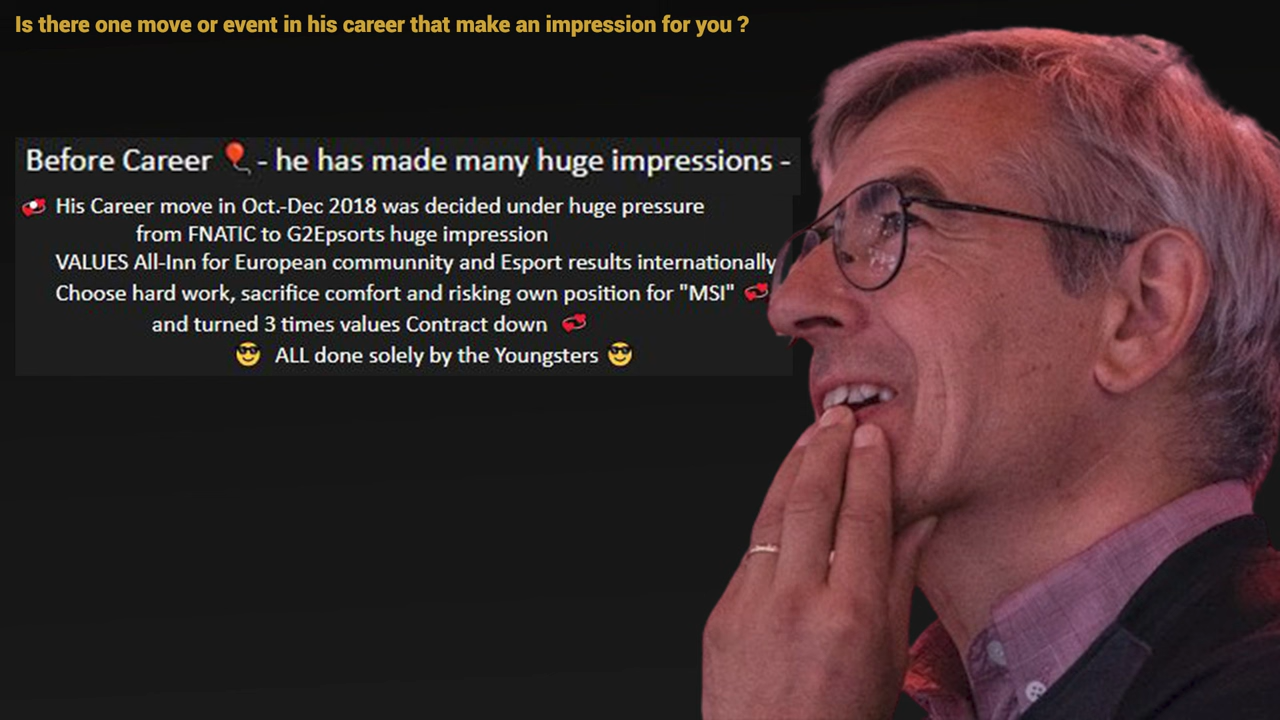 Is there one move or event in his career that make an impression for you ?
Before Career 🎈 - he has made many huge impressions -
💞 His Career move in Oct.-Dec 2018 was decided under huge pressure
from FNATIC to G2Epsorts huge impression
VALUES All-Inn for European communnity and Esport results internationally
Choose hard work, sacrifice comfort and risking own position for "MSI" 💞
and turned 3 times values Contract down 💞
😎 ALL done solely by the Youngsters 😎